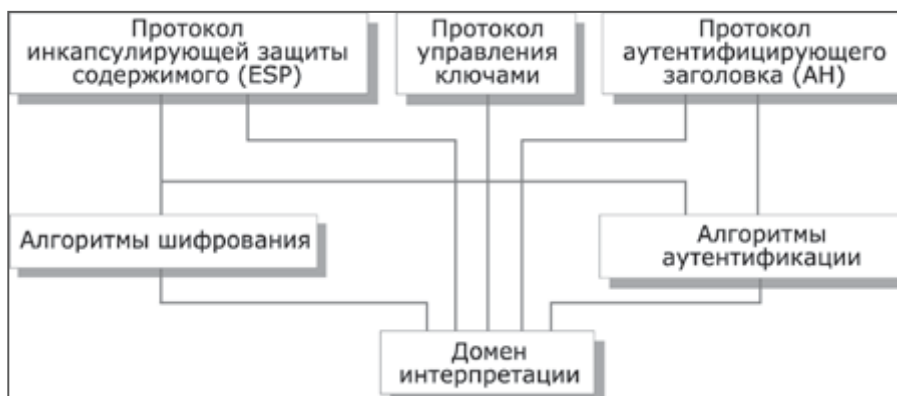 Протокол
инкапсулирующей защиты
содержимого (ESP)
Протокол
управления
ключами
Протокол
аутентифицирующего
заголовка (AH)
Алгоритмы шифрования
Алгоритмы
аутентификации
Домен
интерпретации